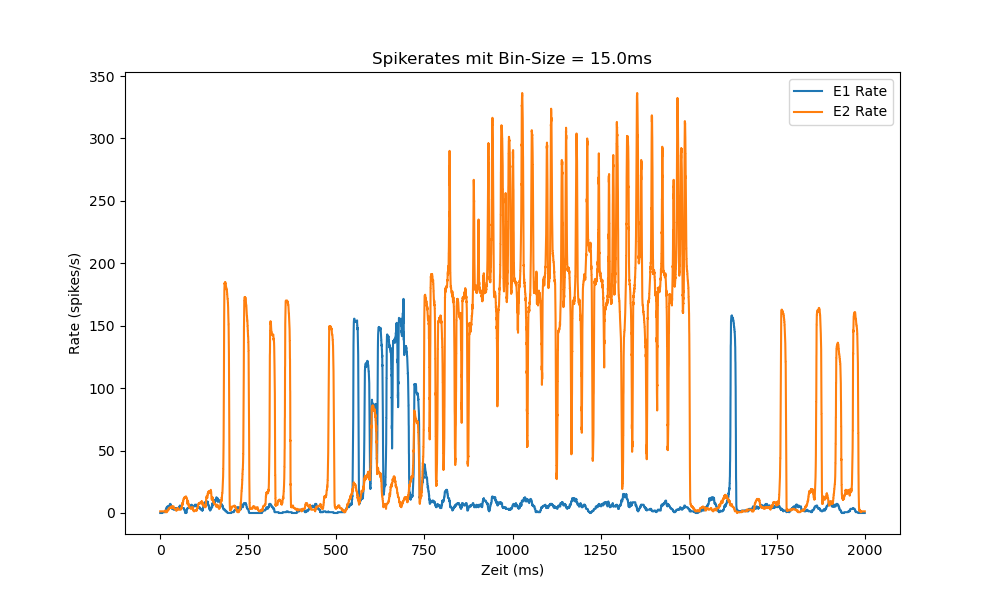 Spikerates mit Bin-Size = 15.0ms
E1 Rate
E2 Rate
Rate (spikes/s)
350
300
250
200
150
100
50
0
0 250 500 750 1000 1250 1500 1750 2000
Zeit (ms)